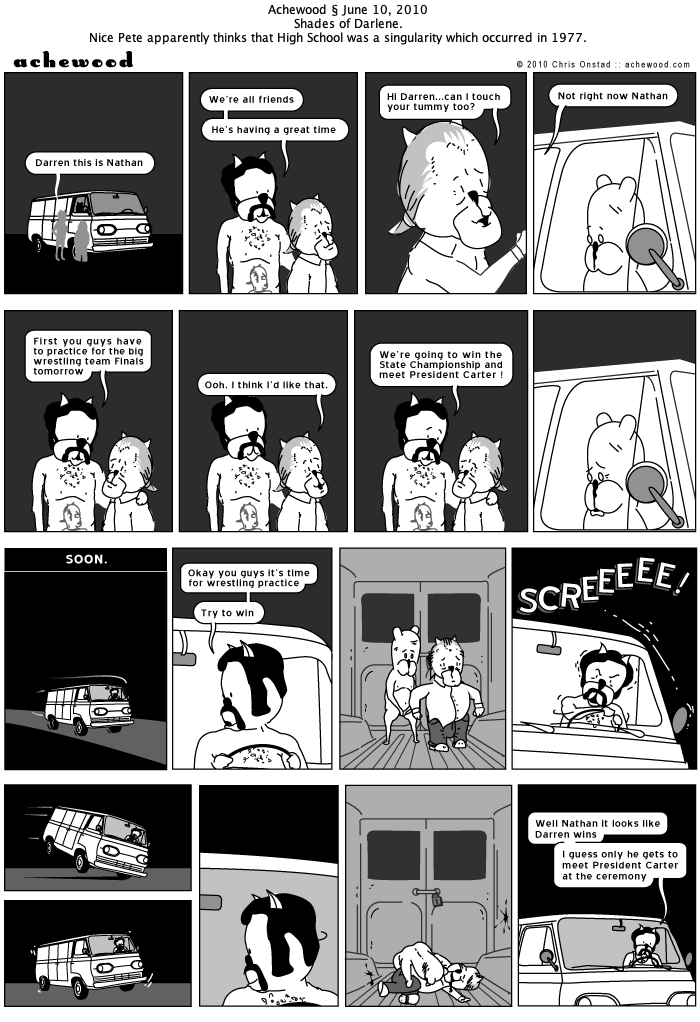 Achewood § June 10, 2010
Shades of Darlene.
Nice Pete apparently thinks that High School was a singularity which occurred in 1977.
achewood
© 2010 Chris Onstad :: achewood.com
Darren this is Nathan
We're all friends
He's having a great time
Hi Darren...can I touch
your tummy too?
Not right now Nathan
First you guys have
to practice for the big
wrestling team Finals
tomorrow
Ooh. I think I'd like that.
We're going to win the
State Championship and
meet President Carter !
SOON.
Okay you guys it's time
for wrestling practice
Try to win
SCREEEEE!
Well Nathan it looks like
Darren wins
I guess only he gets to
meet President Carter
at the ceremony